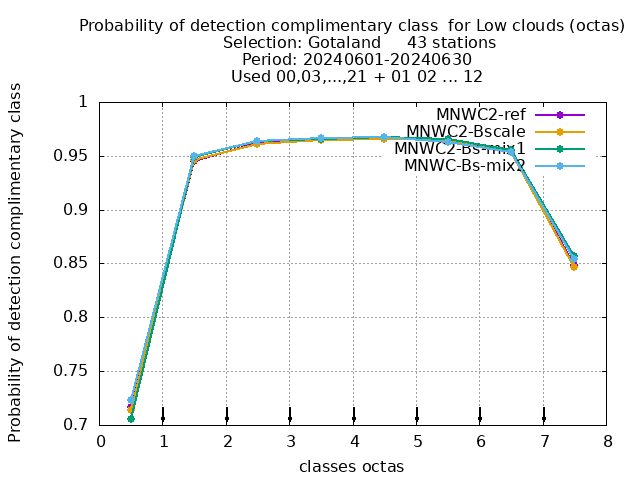 Probability of detection complimentary class  for Low clouds (octas)
Selection: Gotaland     43 stations
Period: 20240601-20240630
Used 00,03,...,21 + 01 02 ... 12
Probability of detection complimentary class
1
0.95
0.9
0.85
0.8
0.75
0.7
MNWC2-ref
MNWC2-Bscale
MNWC2-Bs-mix1
MNWC-Bs-mix2
0 1 2 3 4 5 6 7 8
classes octas